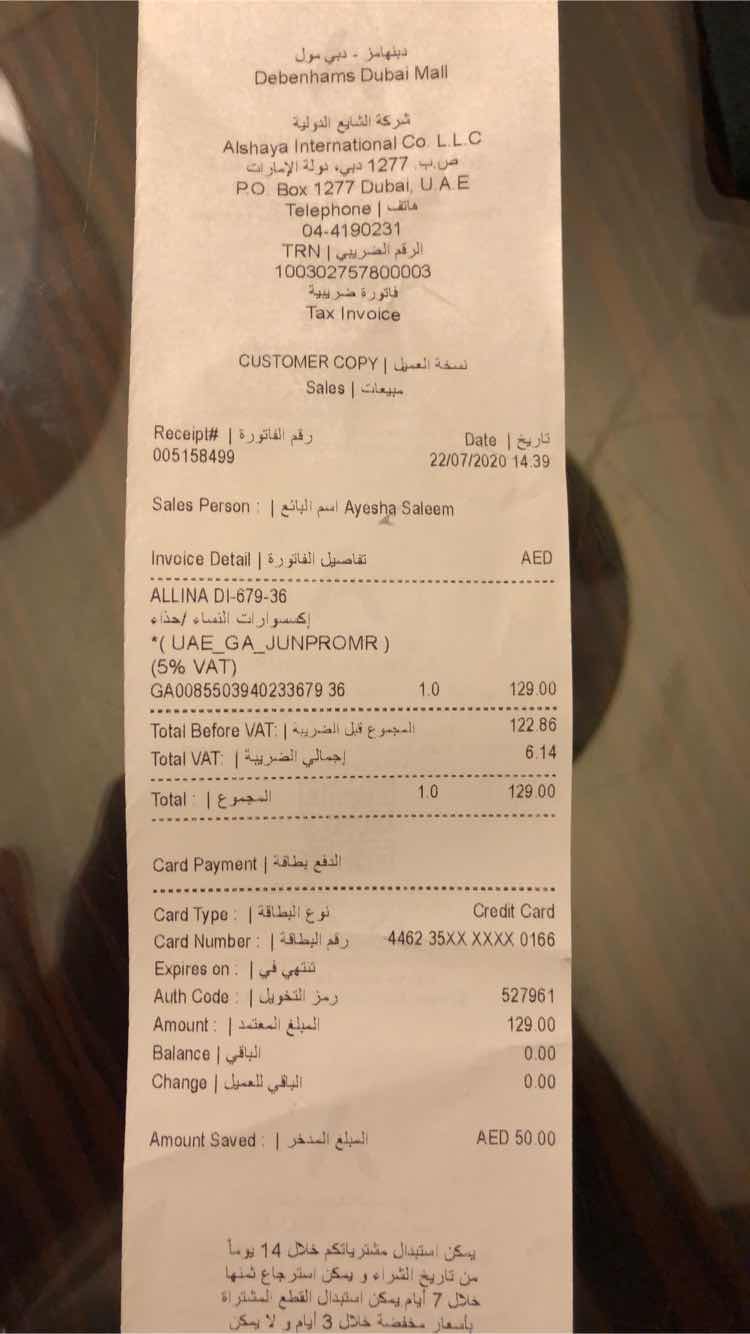 دبنهامز - دبي مول
Debenhams Dubai Mall
شركة الشايع الدولية
Alshaya International Co. L.L.C
ص.ب. 1277 دبي، دولة الإمارات
P.O. Box 1277 Dubai, U.A.E
Telephone | هاتف
04-4190231
TRN | الرقم الضريبي
100302757800003
فاتورة ضريبية
Tax Invoice
CUSTOMER COPY | نسخة العميل
Sales | مبيعات
Receipt# | رقم الفاتورة
Date | تاريخ
005158499
22/07/2020 14.39
Sales Person : | اسم البائع Ayesha Saleem
Invoice Detail | تفاصيل الفاتورة AED
ALLINA DI-679-36
إكسسوارات النساء /حذاء
*( UAE_GA_JUNPROMR )
(5% VAT)
GA0085503940233679 36 1.0 129.00
Total Before VAT: | المجموع قبل الضريبة 122.86
Total VAT: | إجمالي الضريبة 6.14
Total : | المجموع 1.0 129.00
Card Payment | الدفع بطاقة
Card Type : | نوع البطاقة Credit Card
Card Number : | رقم البطاقة 4462 35XX XXXX 0166
Expires on : | تنتهي في
Auth Code : | رمز التخويل 527961
Amount : | المبلغ المعتمد 129.00
Balance | الباقي 0.00
Change | الباقي للعميل 0.00
Amount Saved : | المبلغ المدخر AED 50.00
يمكن استبدال مشترياتكم خلال 14 يوماً
من تاريخ الشراء و يمكن استرجاع ثمنها
خلال 7 أيام يمكن استبدال القطع المشتراة
بأسعار مخفضة خلال 3 أيام و لا يمكن